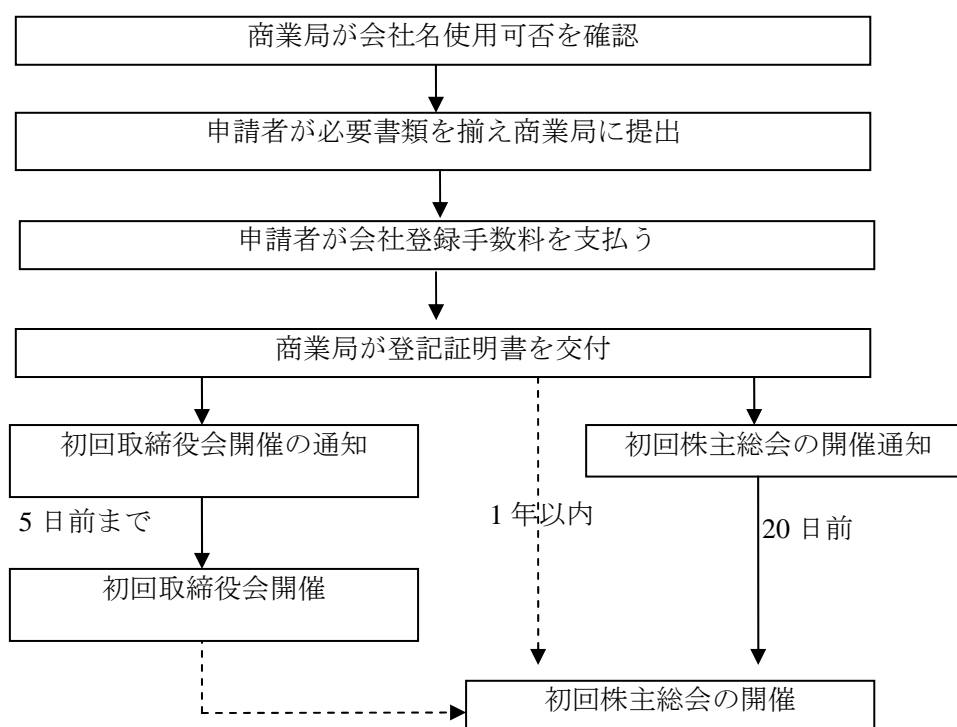 商業局が会社名使用可否を確認
申請者が必要書類を揃え商業局に提出
申請者が会社登録手数料を支払う
商業局が登記証明書を交付
初回取締役会開催の通知
初回株主総会の開催通知
5 日前まで
1 年以内
20 日前
初回取締役会開催
初回株主総会の開催